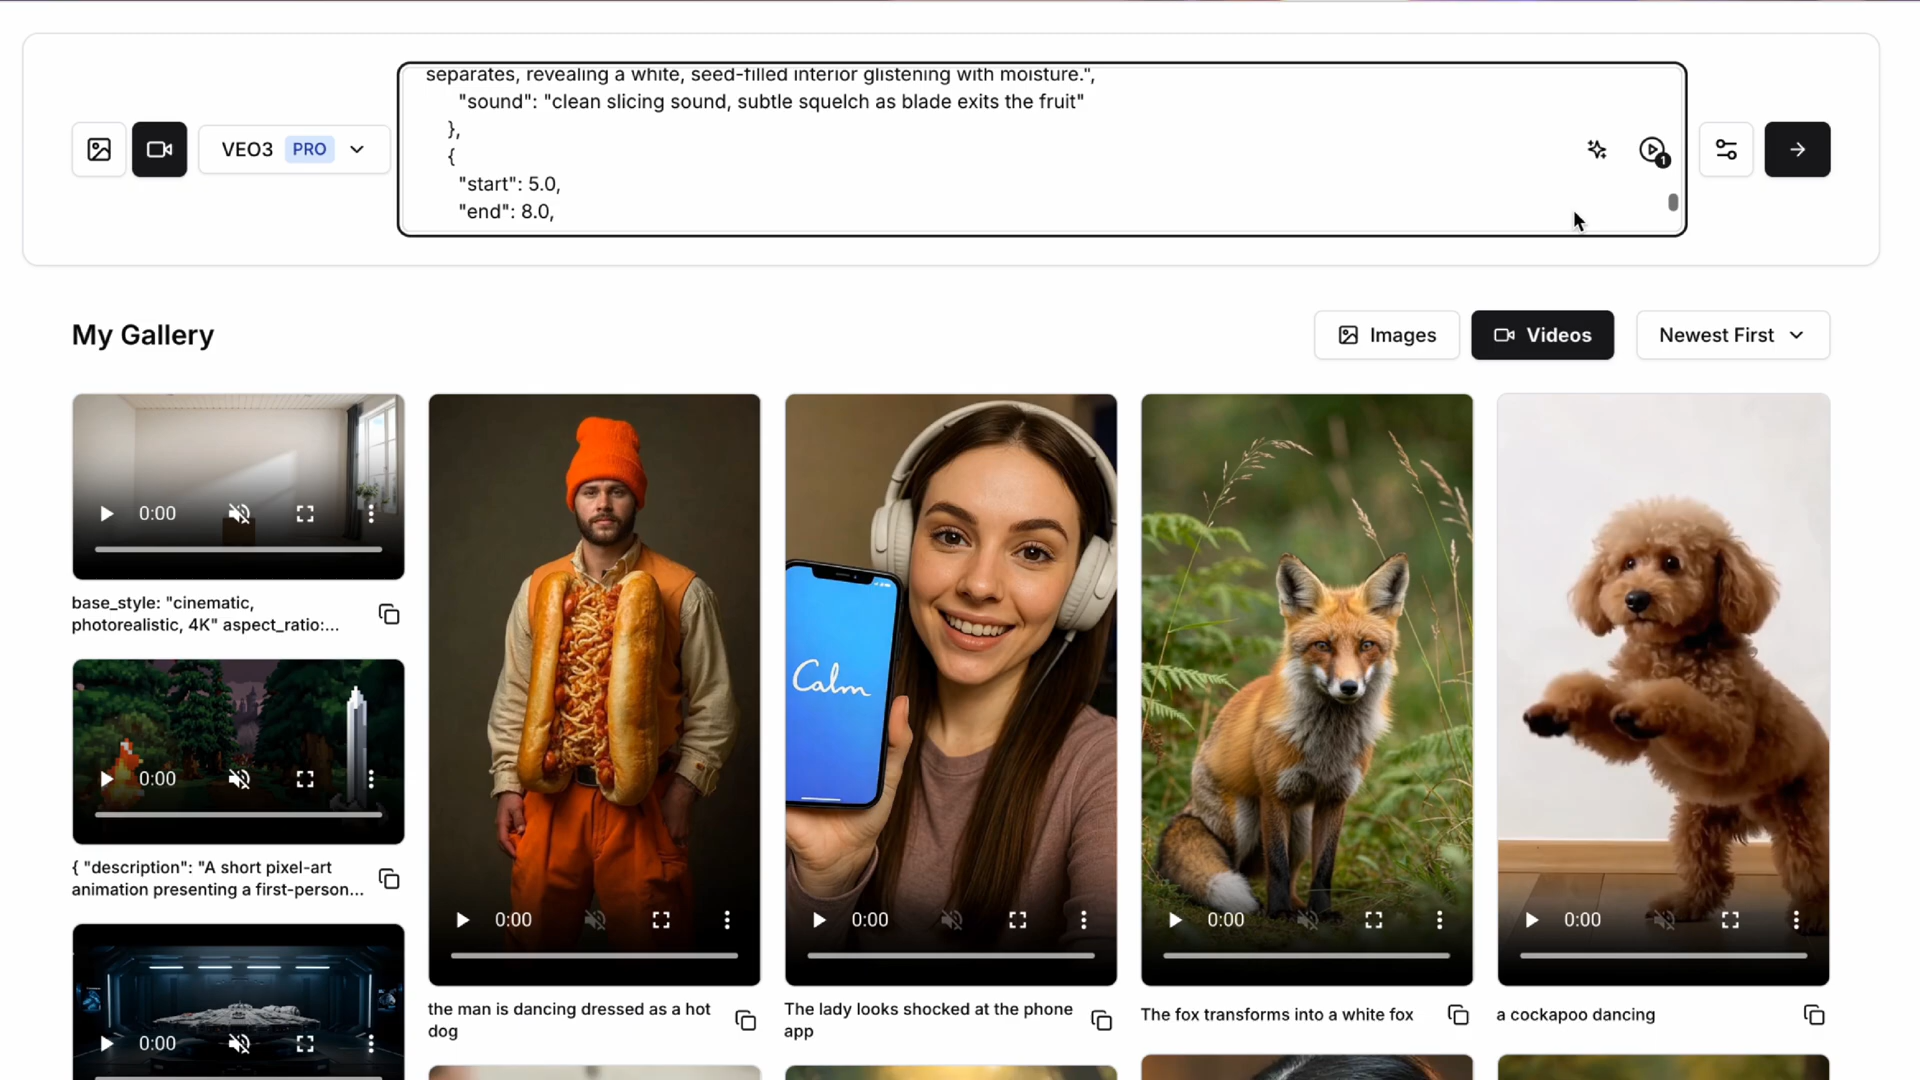 separates, revealing a white, seed-filled interior glistening with moisture.",
"sound": "clean slicing sound, subtle squelch as blade exits the fruit"
},
{
"start": 5.0,
"end": 8.0,
VEO3 PRO
1
My Gallery
Images
Videos
Newest First
0:00
base_style: "cinematic,
photorealistic, 4K" aspect_ratio:...
0:00
{ "description": "A short pixel-art
animation presenting a first-person...
0:00
0:00
the man is dancing dressed as a hot
dog
Calm
0:00
The lady looks shocked at the phone
app
0:00
The fox transforms into a white fox
0:00
a cockapoo dancing